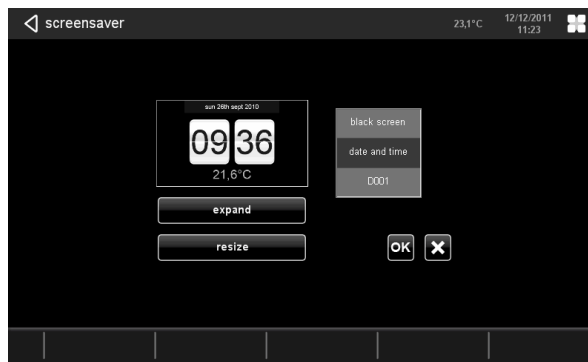 screensaver
23,1°C
12/12/2011
11:23
sun 26th sept 2010
09 36
21,6°C
black screen
date and time
D001
expand
resize
OK